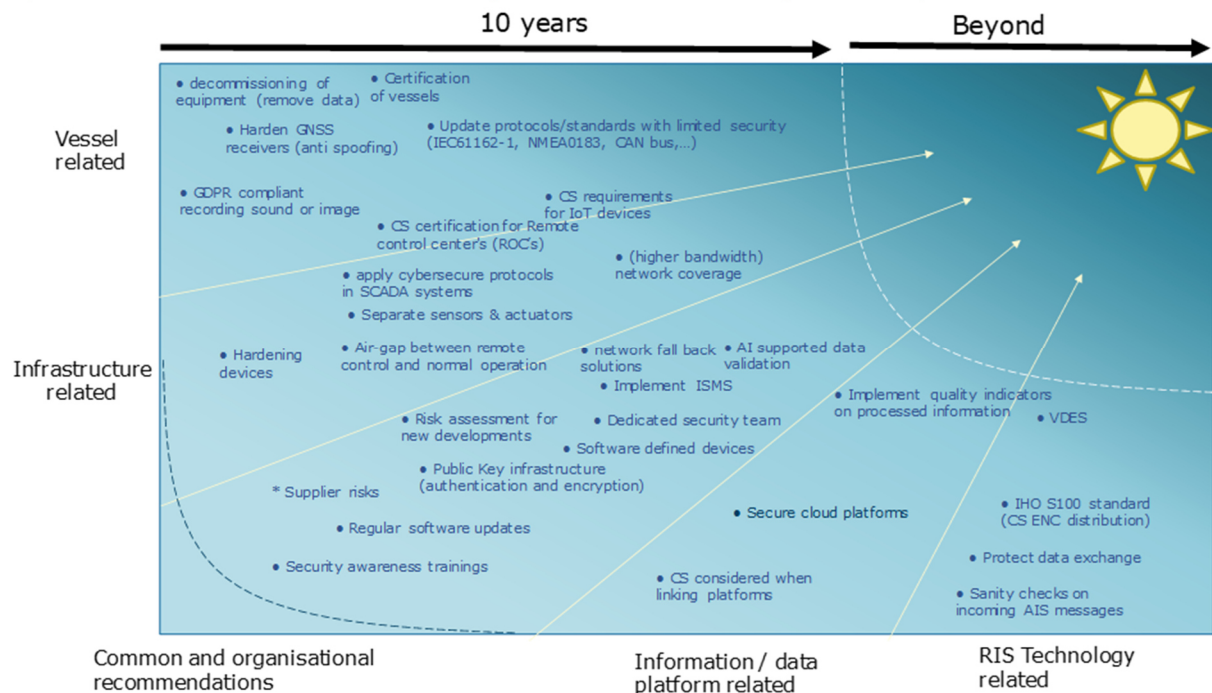 10 years
Beyond
Vessel
related
• decommissioning of
equipment (remove data)
• Certification
of vessels
• Harden GNSS
receivers (anti spoofing)
• Update protocols/standards with limited security
(IEC61162-1, NMEA0183, CAN bus,...)
• GDPR compliant
recording sound or image
• CS requirements
for IoT devices
• CS certification for Remote
control center's (ROC's)
• (higher bandwidth)
network coverage
• apply cybersecure protocols
in SCADA systems
• Separate sensors & actuators
Infrastructure
related
• Hardening
devices
• Air-gap between remote
control and normal operation
• network fall back
solutions
• AI supported data
validation
• Implement ISMS
• Implement quality indicators
on processed information
• VDES
• Risk assessment for
new developments
• Dedicated security team
• Software defined devices
• Public Key infrastructure
(authentication and encryption)
* Supplier risks
• Secure cloud platforms
• IHO S100 standard
(CS ENC distribution)
• Regular software updates
• Protect data exchange
• Security awareness trainings
• CS considered when
linking platforms
• Sanity checks on
incoming AIS messages
Common and organisational
recommendations
Information / data
platform related
RIS Technology
related